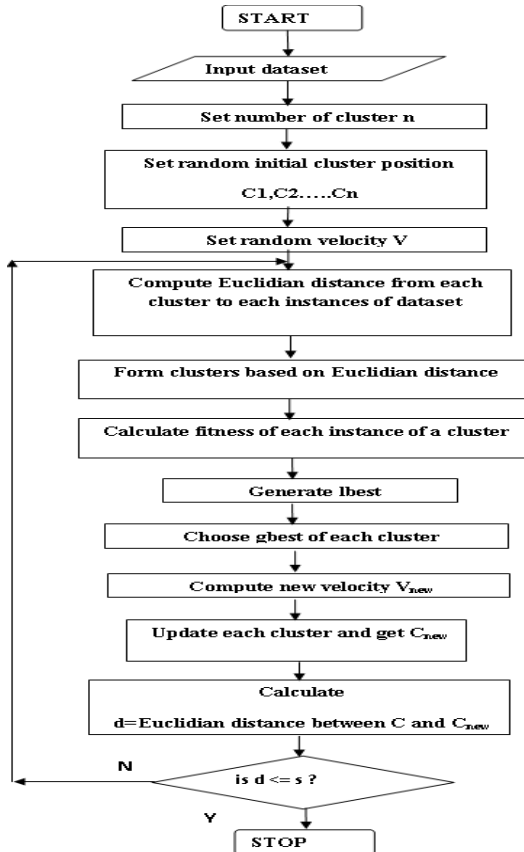 START
Input dataset
Set number of cluster n
Set random initial cluster position
C1,C2…..Cn
Set random velocity V
Compute Euclidian distance from each
cluster to each instances of dataset
Form clusters based on Euclidian distance
Calculate fitness of each instance of a cluster
Generate lbest
Choose gbest of each cluster
Compute new velocity Vnew
Update each cluster and get Cnew
Calculate
d=Euclidian distance between C and Cnew
N
is d <= s ?
Y
STOP